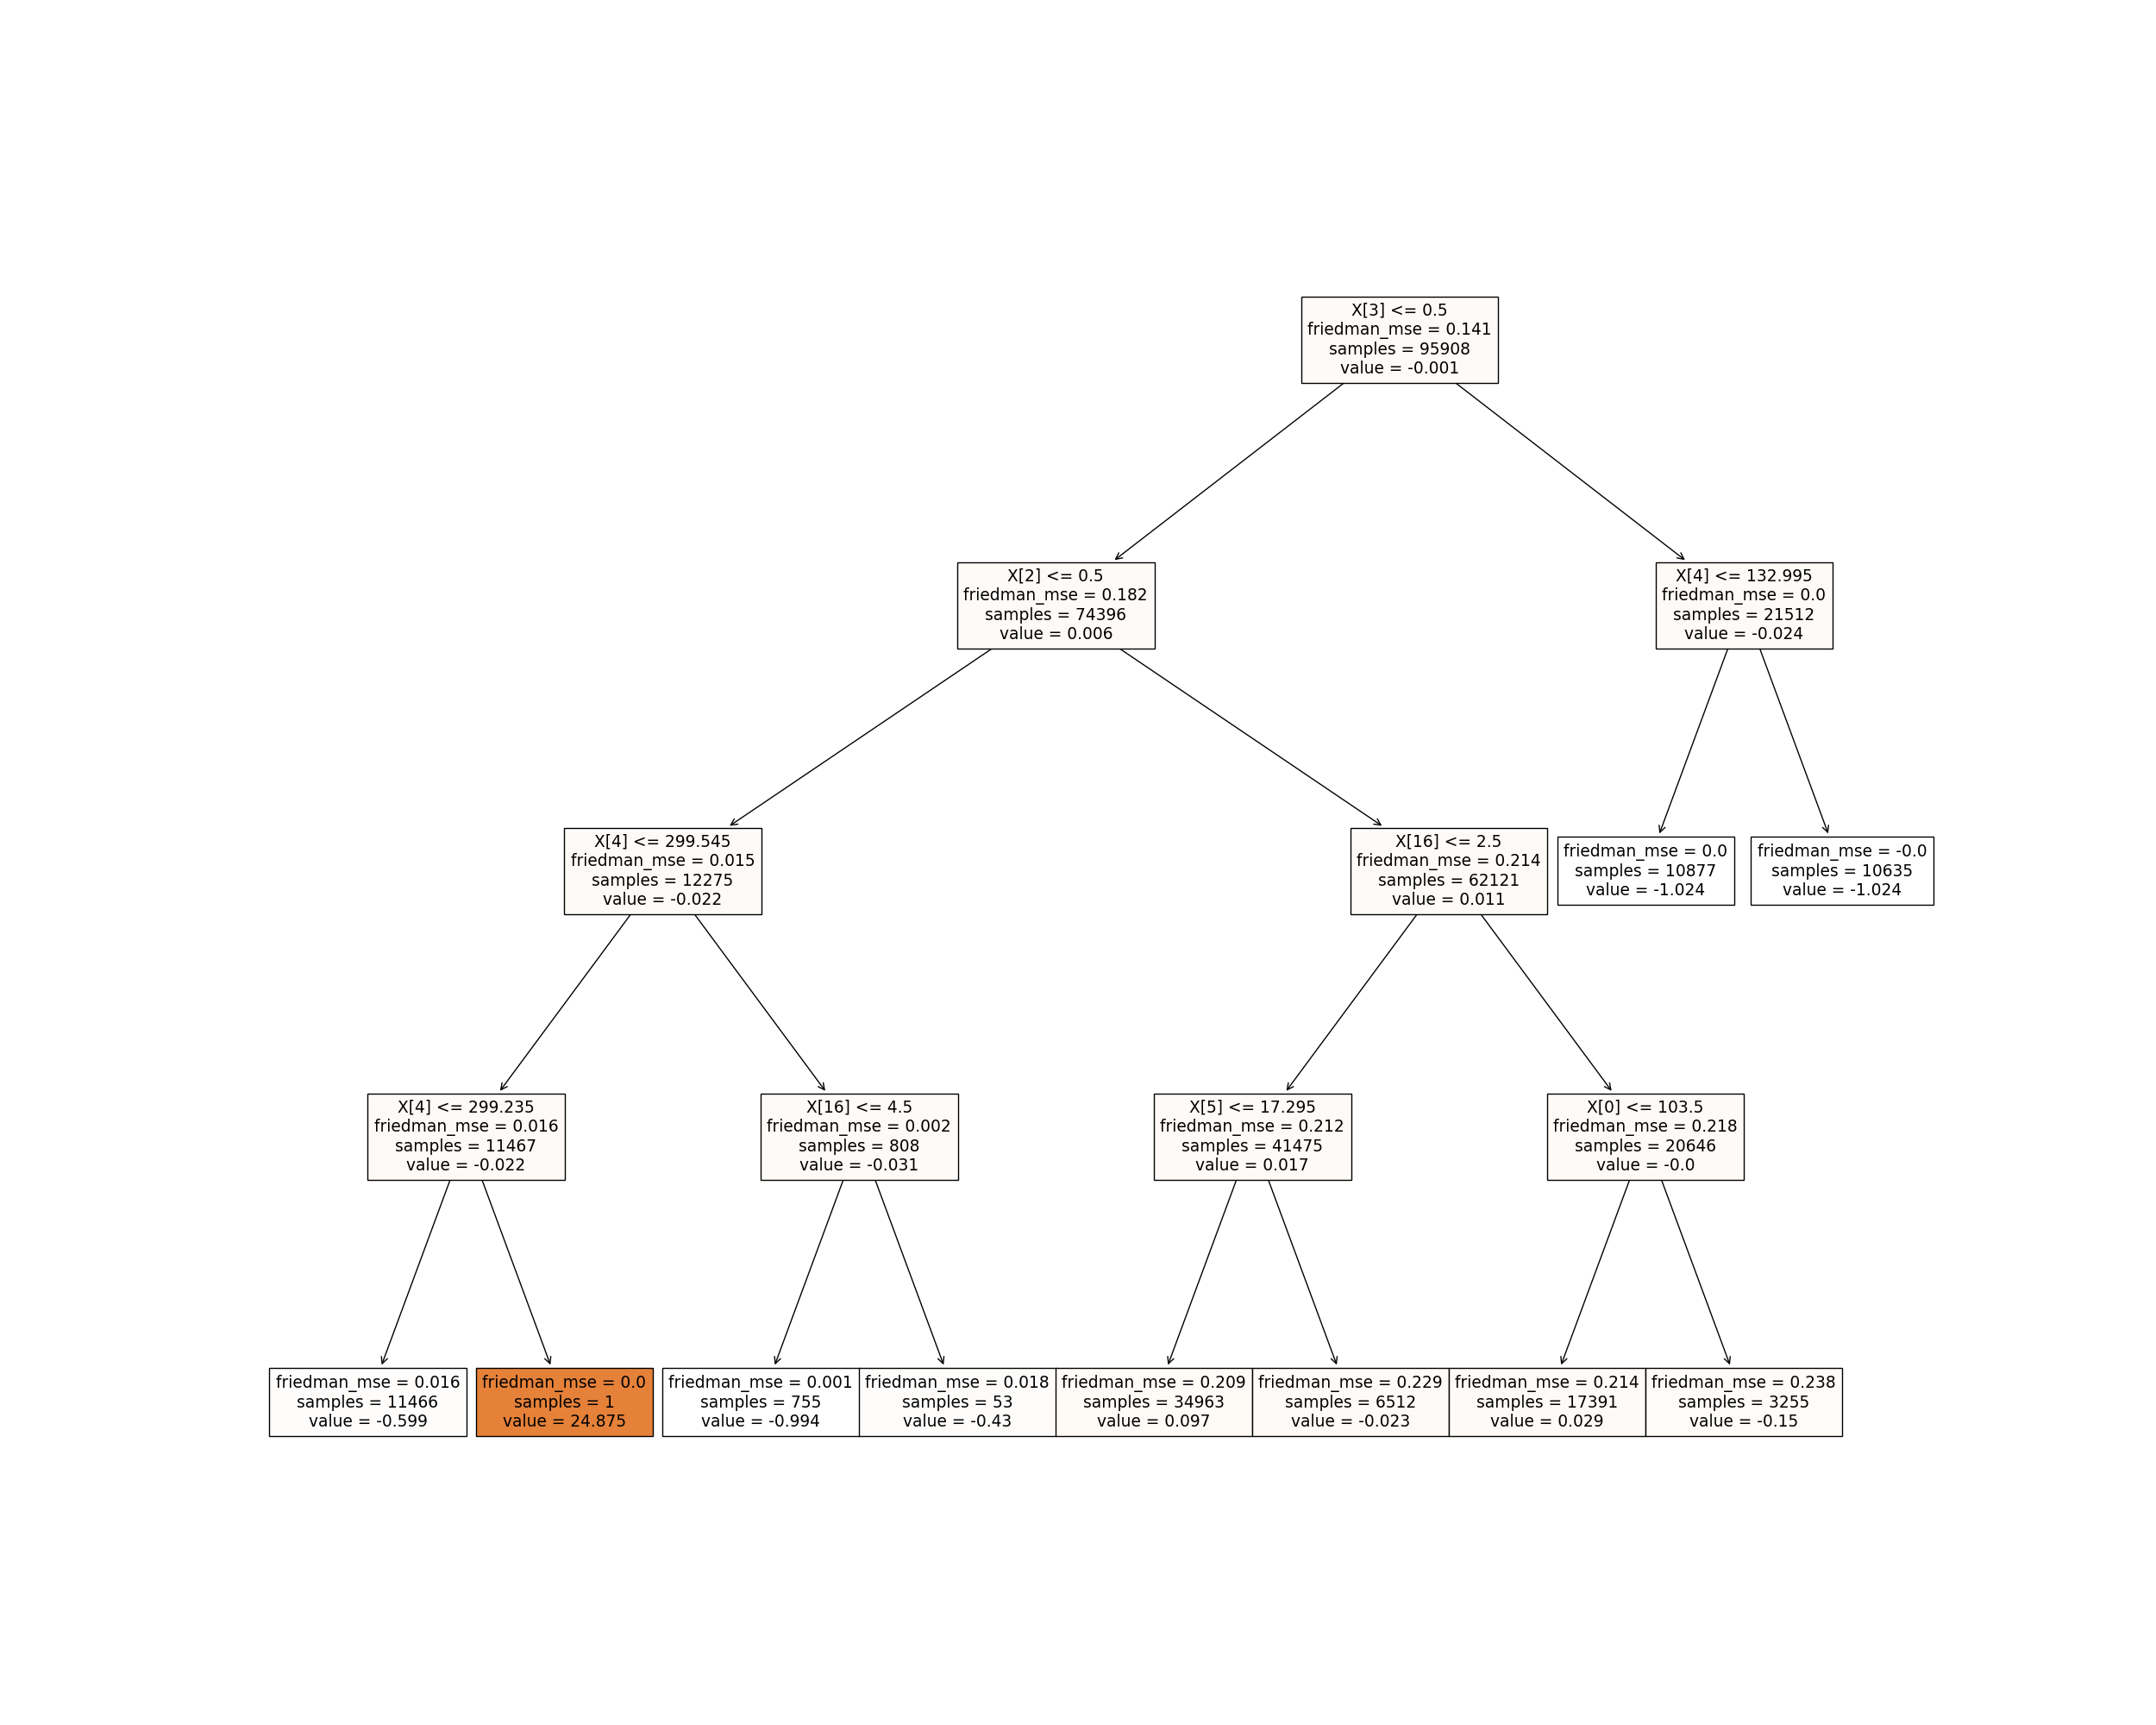 X[3] <= 0.5
friedman_mse = 0.141
samples = 95908
value = -0.001
X[2] <= 0.5
friedman_mse = 0.182
samples = 74396
value = 0.006
X[4] <= 132.995
friedman_mse = 0.0
samples = 21512
value = -0.024
X[4] <= 299.545
friedman_mse = 0.015
samples = 12275
value = -0.022
X[16] <= 2.5
friedman_mse = 0.214
samples = 62121
value = 0.011
friedman_mse = 0.0
samples = 10877
value = -1.024
friedman_mse = -0.0
samples = 10635
value = -1.024
X[4] <= 299.235
friedman_mse = 0.016
samples = 11467
value = -0.022
X[16] <= 4.5
friedman_mse = 0.002
samples = 808
value = -0.031
X[5] <= 17.295
friedman_mse = 0.212
samples = 41475
value = 0.017
X[0] <= 103.5
friedman_mse = 0.218
samples = 20646
value = -0.0
friedman_mse = 0.016
samples = 11466
value = -0.599
friedman_mse = 0.0
samples = 1
value = 24.875
friedman_mse = 0.001
samples = 755
value = -0.994
friedman_mse = 0.018
samples = 53
value = -0.43
friedman_mse = 0.209
samples = 34963
value = 0.097
friedman_mse = 0.229
samples = 6512
value = -0.023
friedman_mse = 0.214
samples = 17391
value = 0.029
friedman_mse = 0.238
samples = 3255
value = -0.15